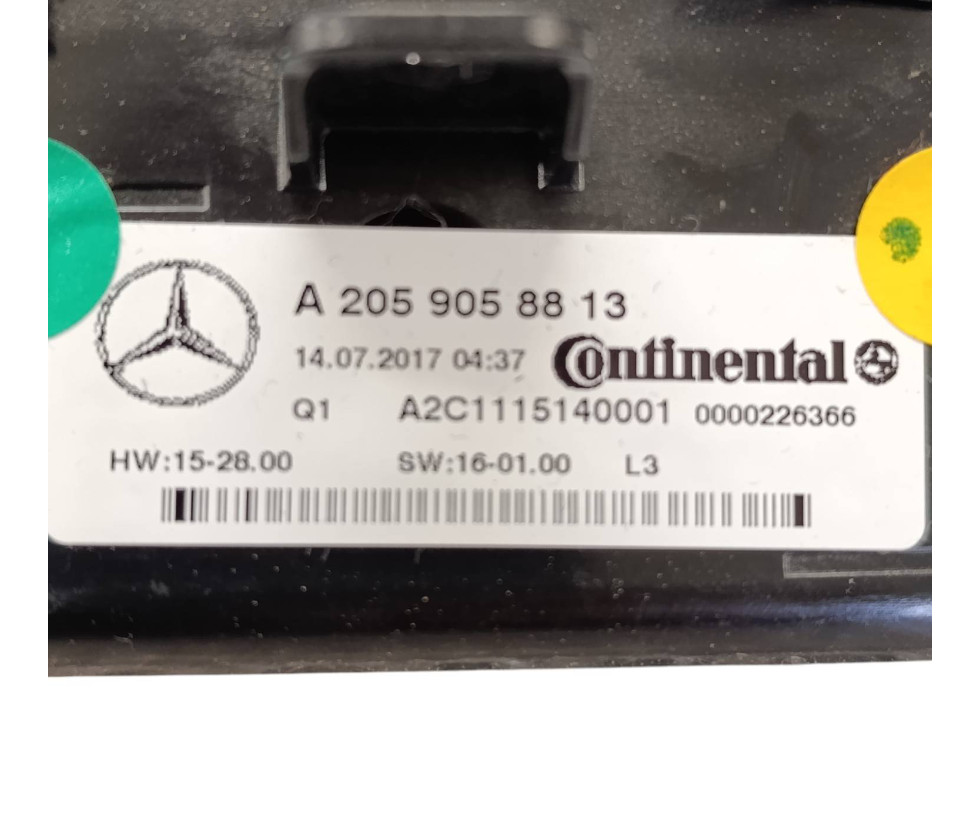 A 205 905 88 13
14.07.2017 04:37 Continental
Q1 A2C1115140001 0000226366
HW:15-28.00 SW:16-01.00 L3